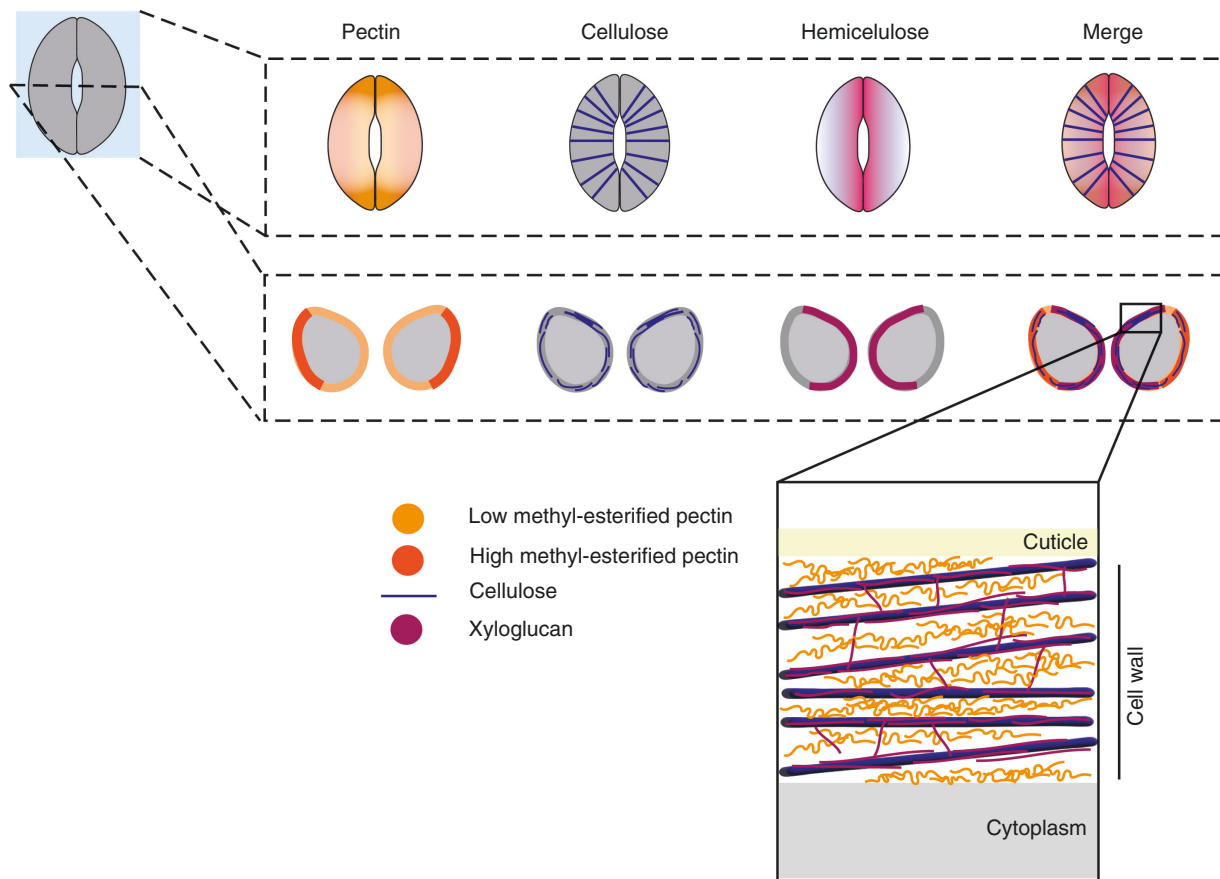 Pectin
Cellulose
Hemicelulose
Merge
Low methyl-esterified pectin
High methyl-esterified pectin
Cellulose
Xyloglucan
Cuticle
Cell wall
Cytoplasm